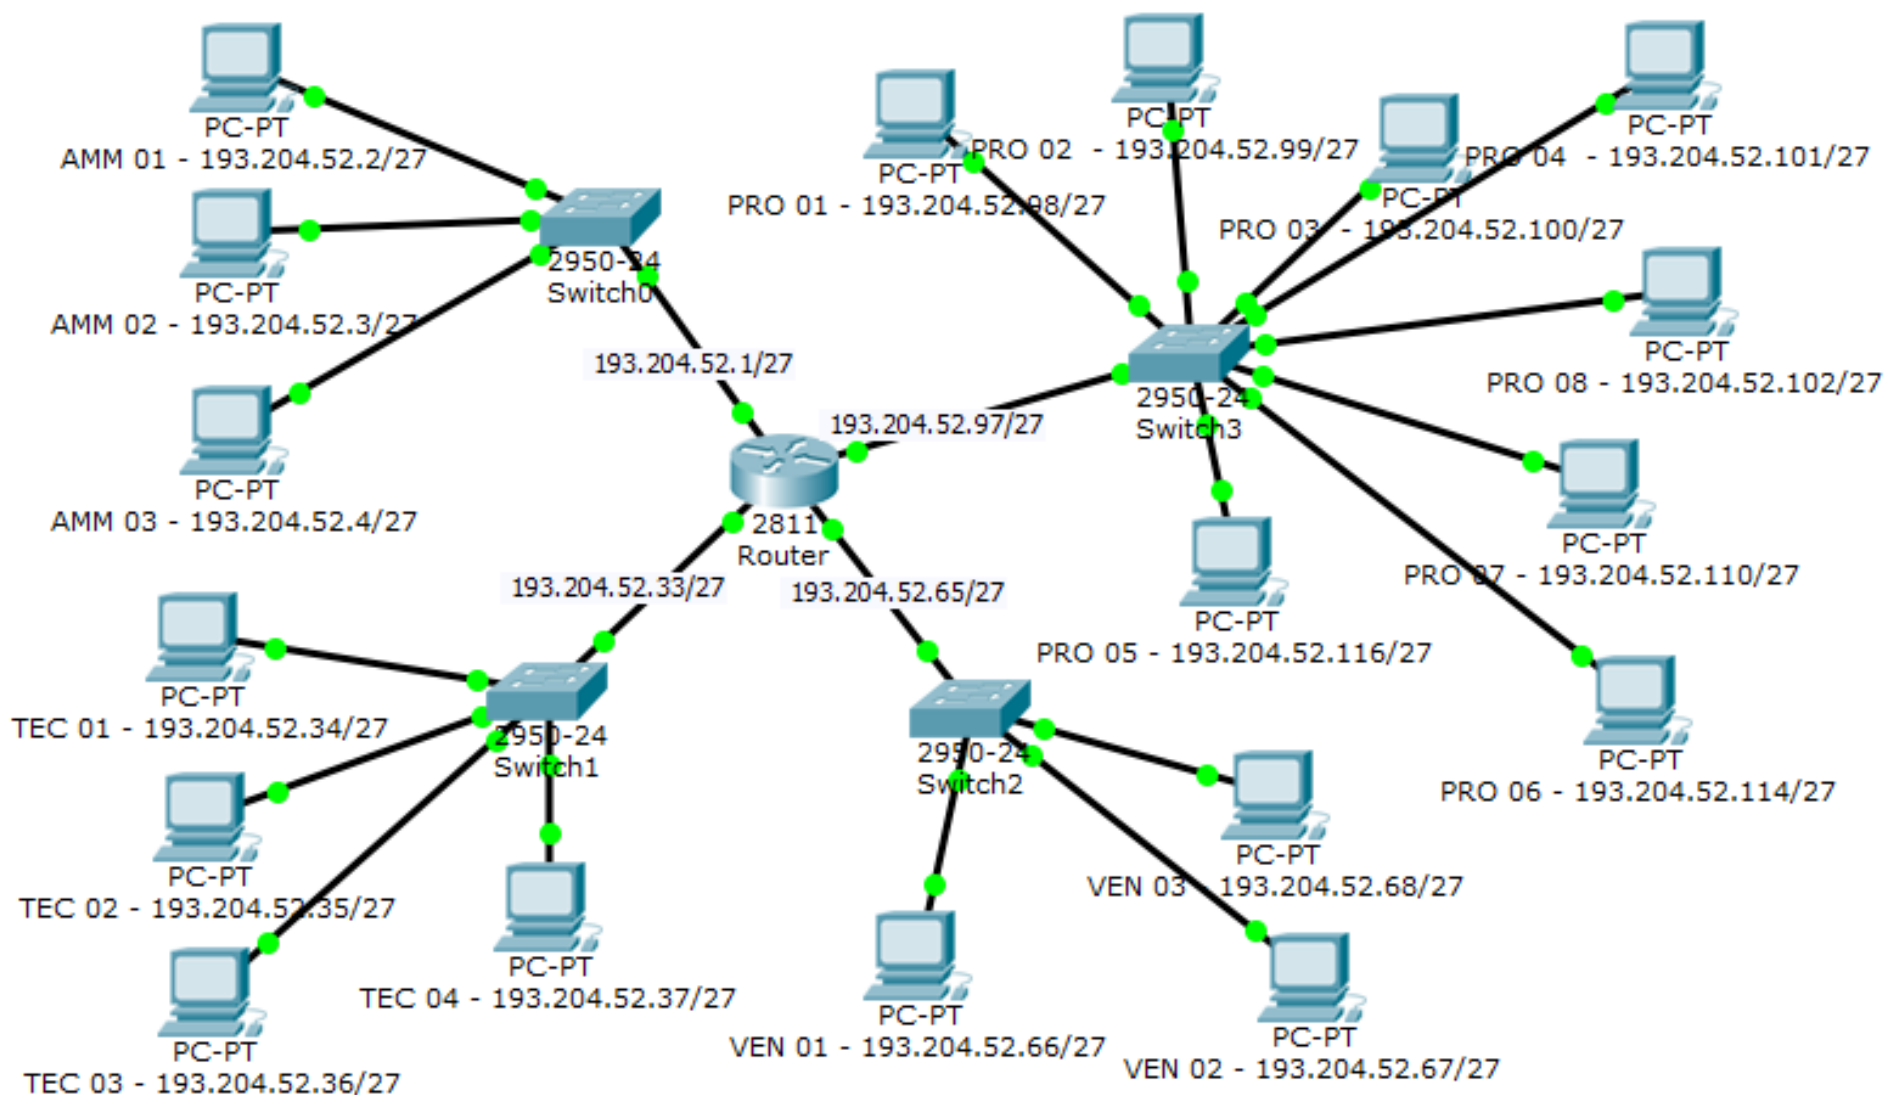 PC-PT
AMM 01 - 193.204.52.2/27
PC-PT
AMM 02 - 193.204.52.3/27
PC-PT
AMM 03 - 193.204.52.4/27
2950-24
Switch0
193.204.52.1/27
PC-PT
PRO 01 - 193.204.52.98/27
PC-PT
PRO 02 - 193.204.52.99/27
PC-PT
PRO 03 - 193.204.52.100/27
PC-PT
PRO 04 - 193.204.52.101/27
PC-PT
PRO 08 - 193.204.52.102/27
2950-24
Switch3
193.204.52.97/27
2811
Router
PC-PT
PRO 07 - 193.204.52.110/27
PC-PT
PRO 05 - 193.204.52.116/27
PC-PT
PRO 06 - 193.204.52.114/27
193.204.52.33/27
193.204.52.65/27
PC-PT
TEC 01 - 193.204.52.34/27
2950-24
Switch1
PC-PT
TEC 02 - 193.204.52.35/27
PC-PT
TEC 03 - 193.204.52.36/27
PC-PT
TEC 04 - 193.204.52.37/27
2950-24
Switch2
PC-PT
VEN 03 - 193.204.52.68/27
PC-PT
VEN 01 - 193.204.52.66/27
PC-PT
VEN 02 - 193.204.52.67/27